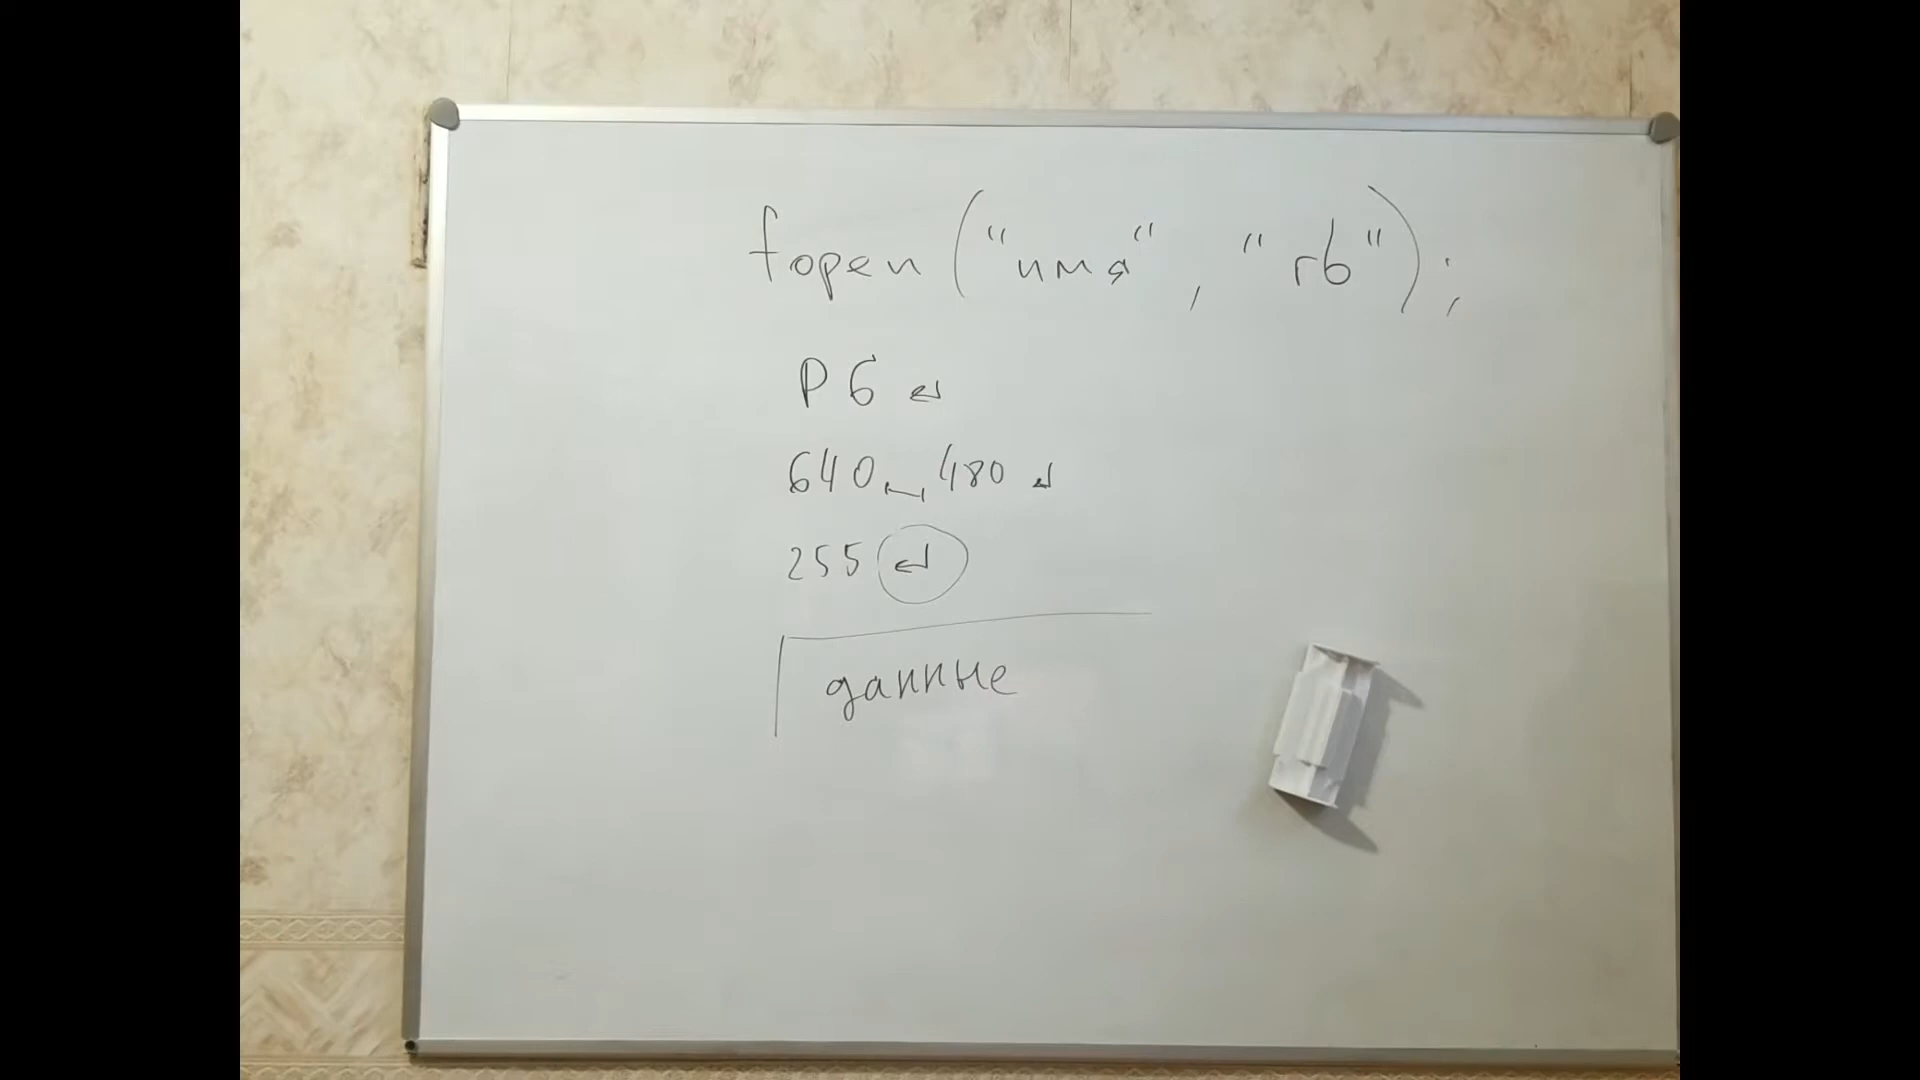 fopen("имя", "rb");
P6 ↵
640␣480 ↵
255 ↵
данные